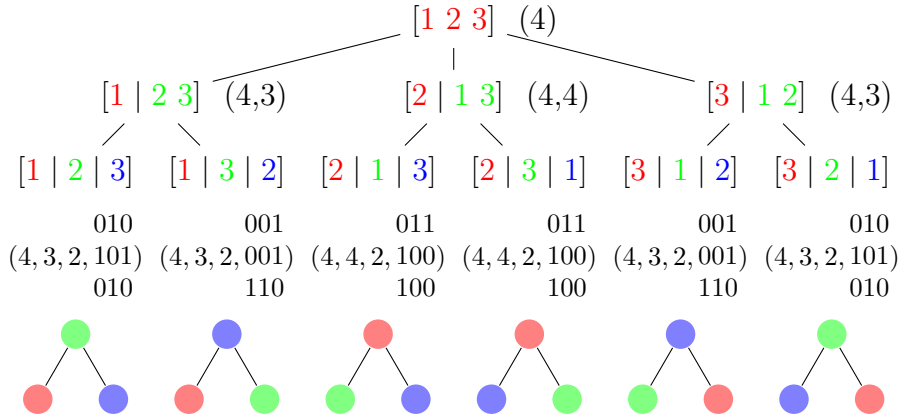 [1 2 3] (4)
[1 | 2 3] (4,3) [2 | 1 3] (4,4) [3 | 1 2] (4,3)
[1 | 2 | 3] [1 | 3 | 2] [2 | 1 | 3] [2 | 3 | 1] [3 | 1 | 2] [3 | 2 | 1]
010 001 011 011 001 010
(4, 3, 2, 101) (4, 3, 2, 001) (4, 4, 2, 100) (4, 4, 2, 100) (4, 3, 2, 001) (4, 3, 2, 101)
010 110 100 100 110 010